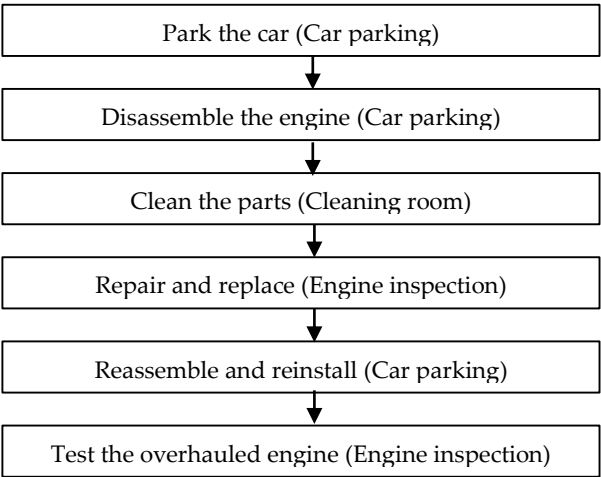 Park the car (Car parking)
Disassemble the engine (Car parking)
Clean the parts (Cleaning room)
Repair and replace (Engine inspection)
Reassemble and reinstall (Car parking)
Test the overhauled engine (Engine inspection)